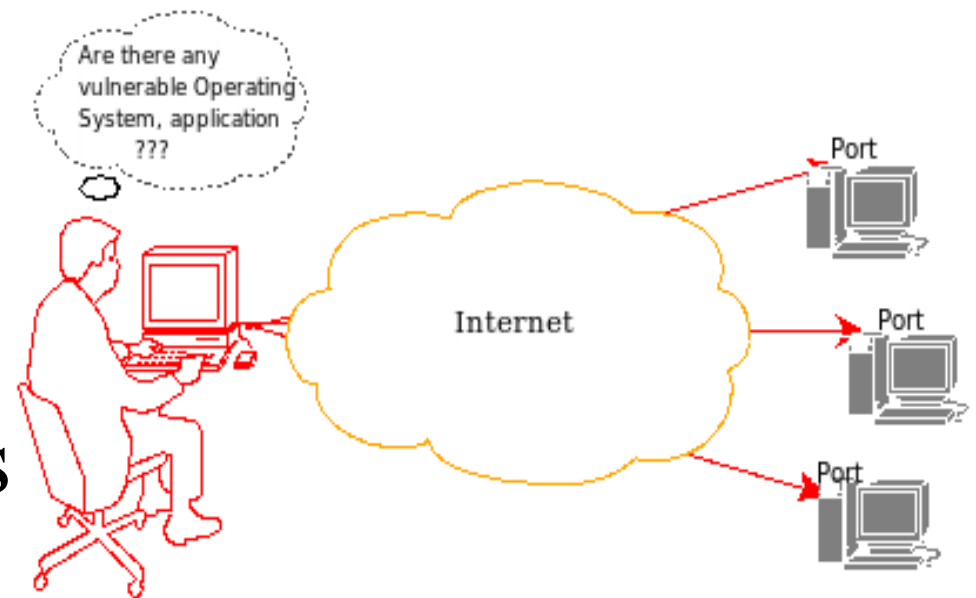 Are there any
vulnerable Operating
System, application
???
Port
Internet
Port
Port
s